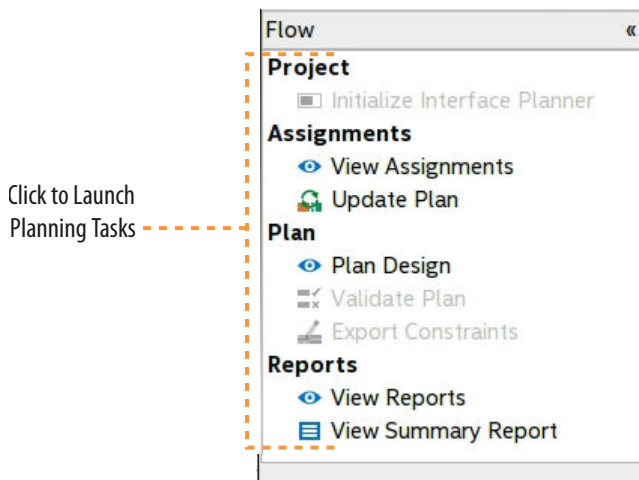 Flow «
Project
Initialize Interface Planner
Assignments
View Assignments
Update Plan
Plan
Plan Design
Validate Plan
Export Constraints
Reports
View Reports
View Summary Report
Click to Launch
Planning Tasks